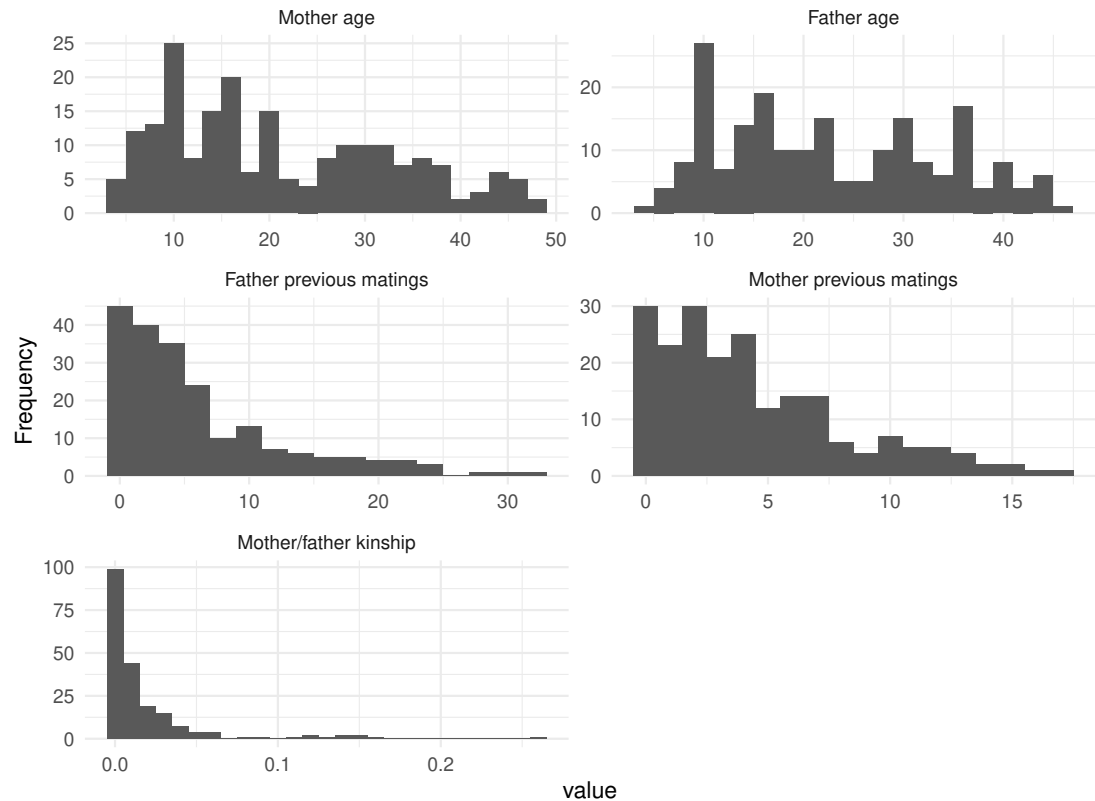 Mother age
Father age
25
20
15
10
5
0
20
10
0
10 20 30 40 50
10 20 30 40
Father previous matings
Mother previous matings
Frequency
40
30
20
10
0
30
20
10
0
0 10 20 30
0 5 10 15
Mother/father kinship
100
75
50
25
0
0.0 0.1 0.2
value